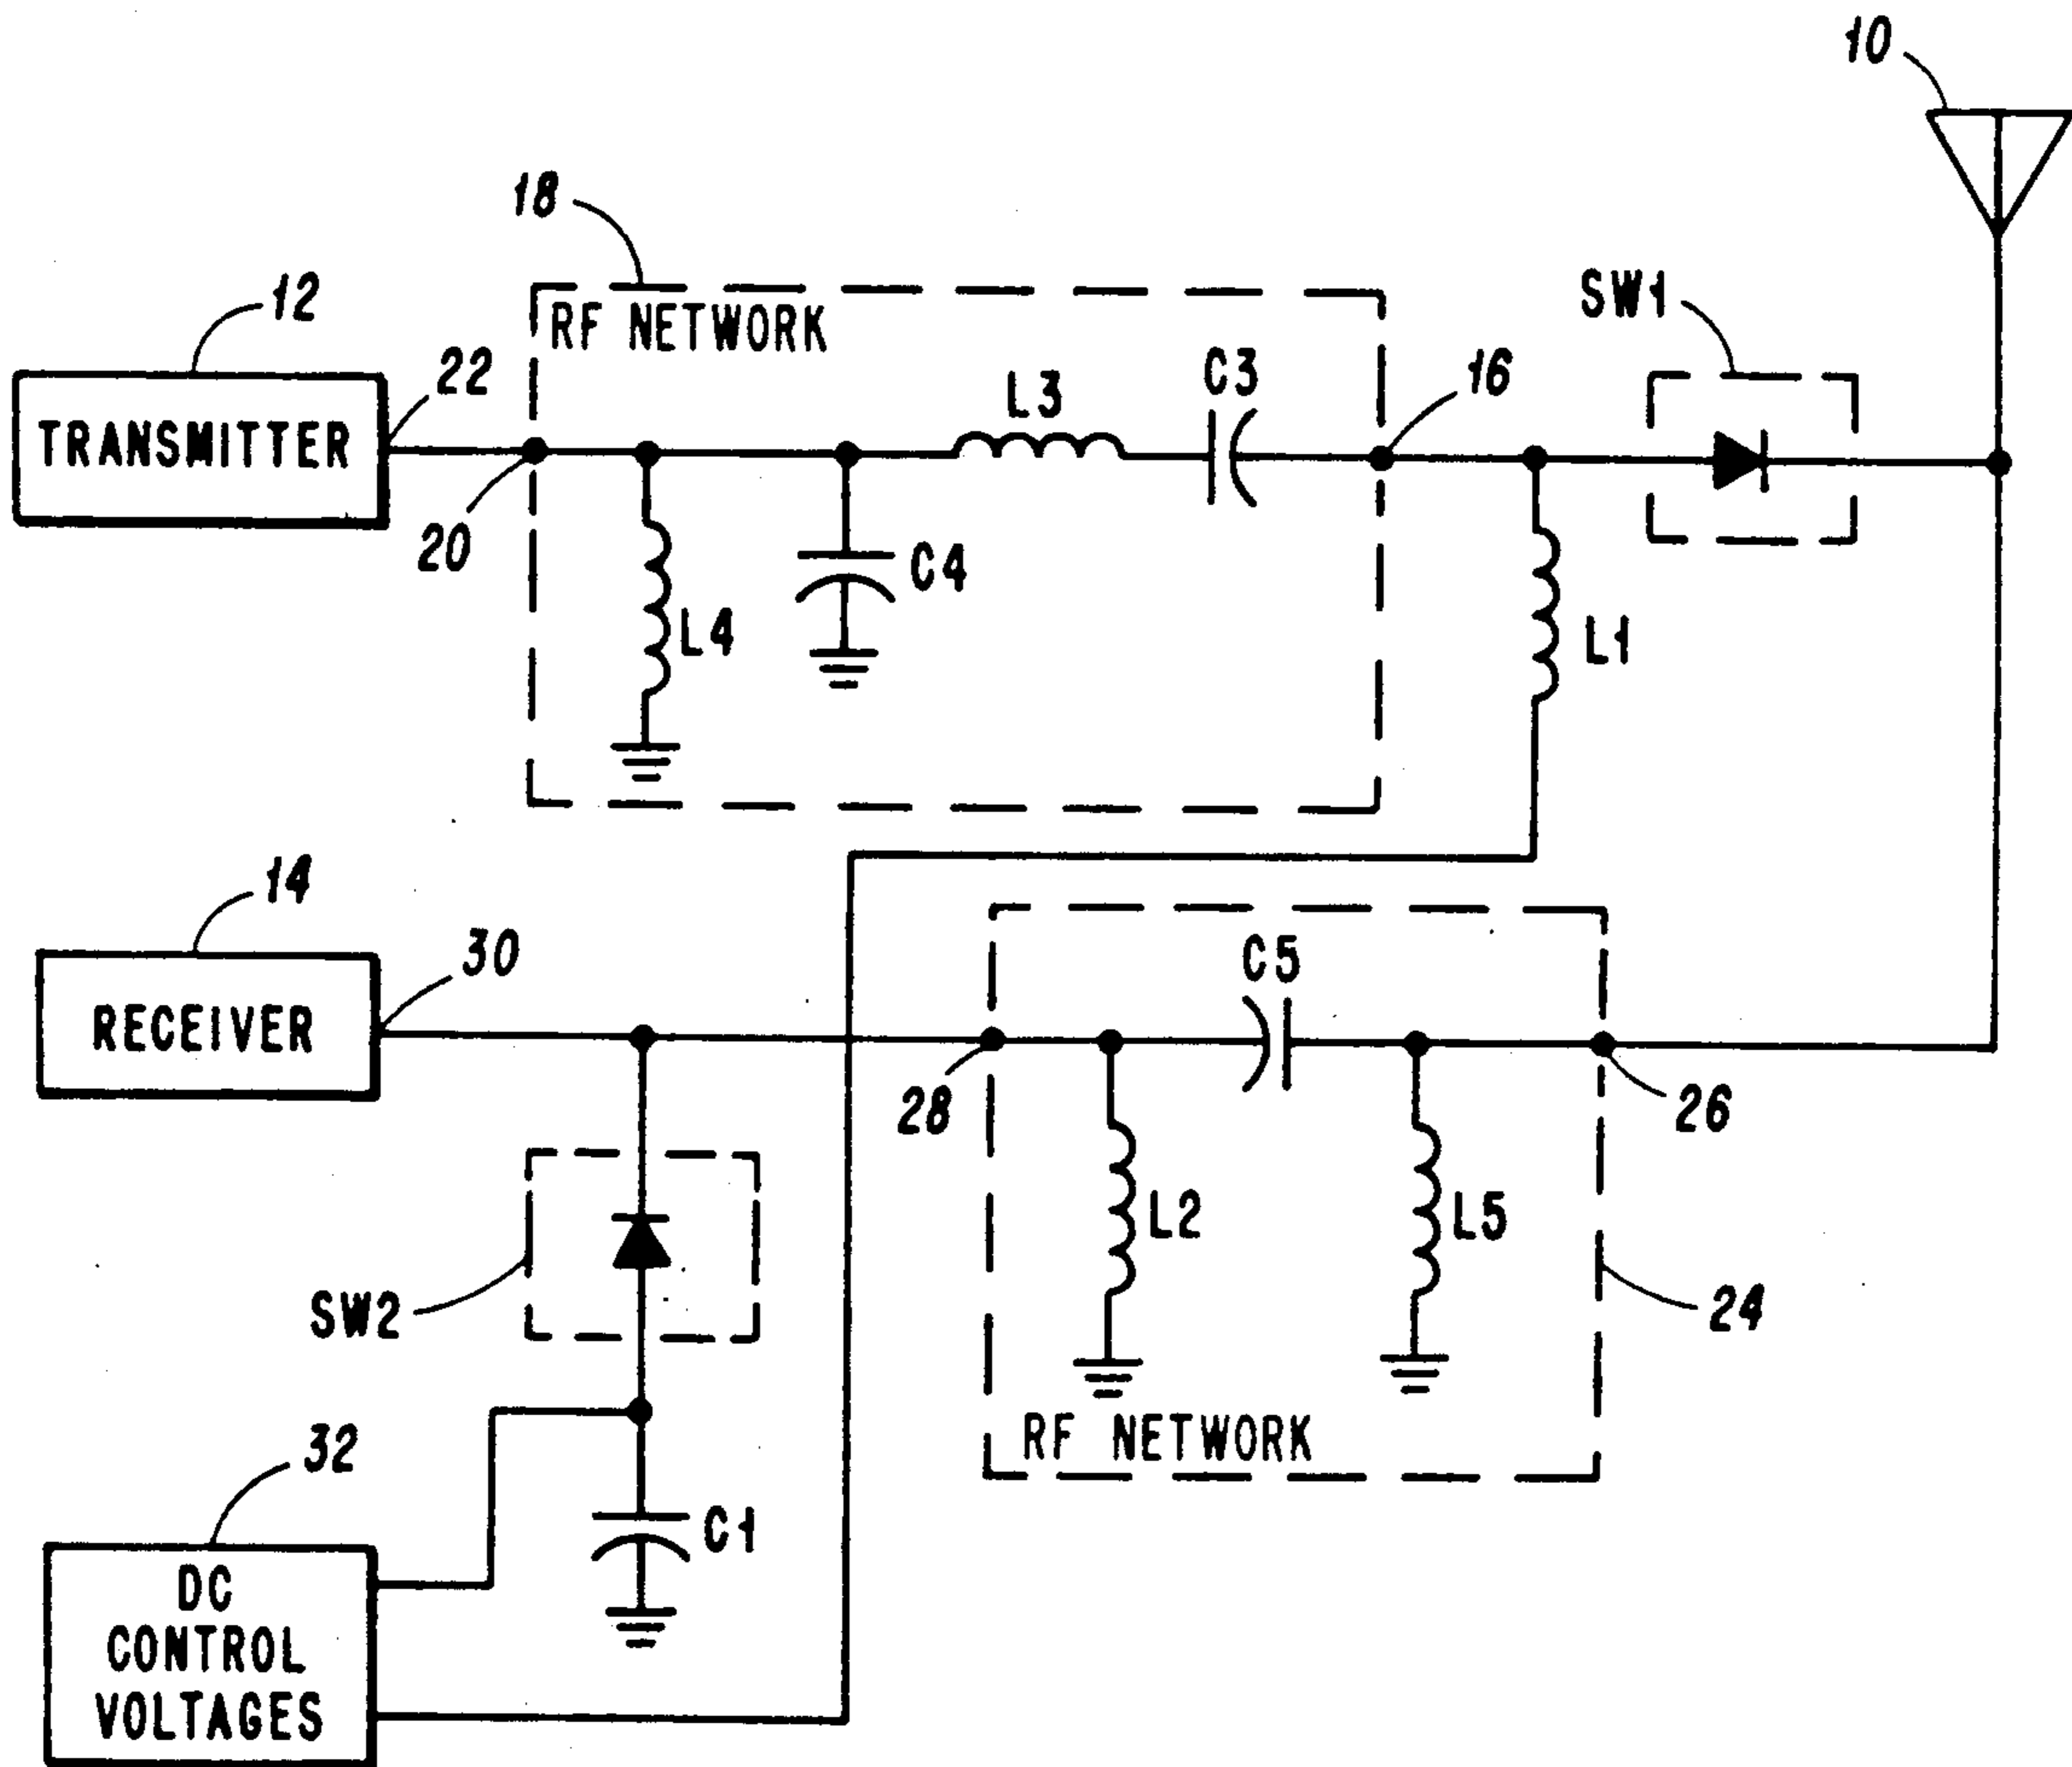 10
18
12
RF NETWORK
SW1
22
16
TRANSMITTER
L3
C3
20
C4
L4
L1
14
30
C5
RECEIVER
28
26
L2
L5
SW2
24
32
RF NETWORK
C1
DC
CONTROL
VOLTAGES